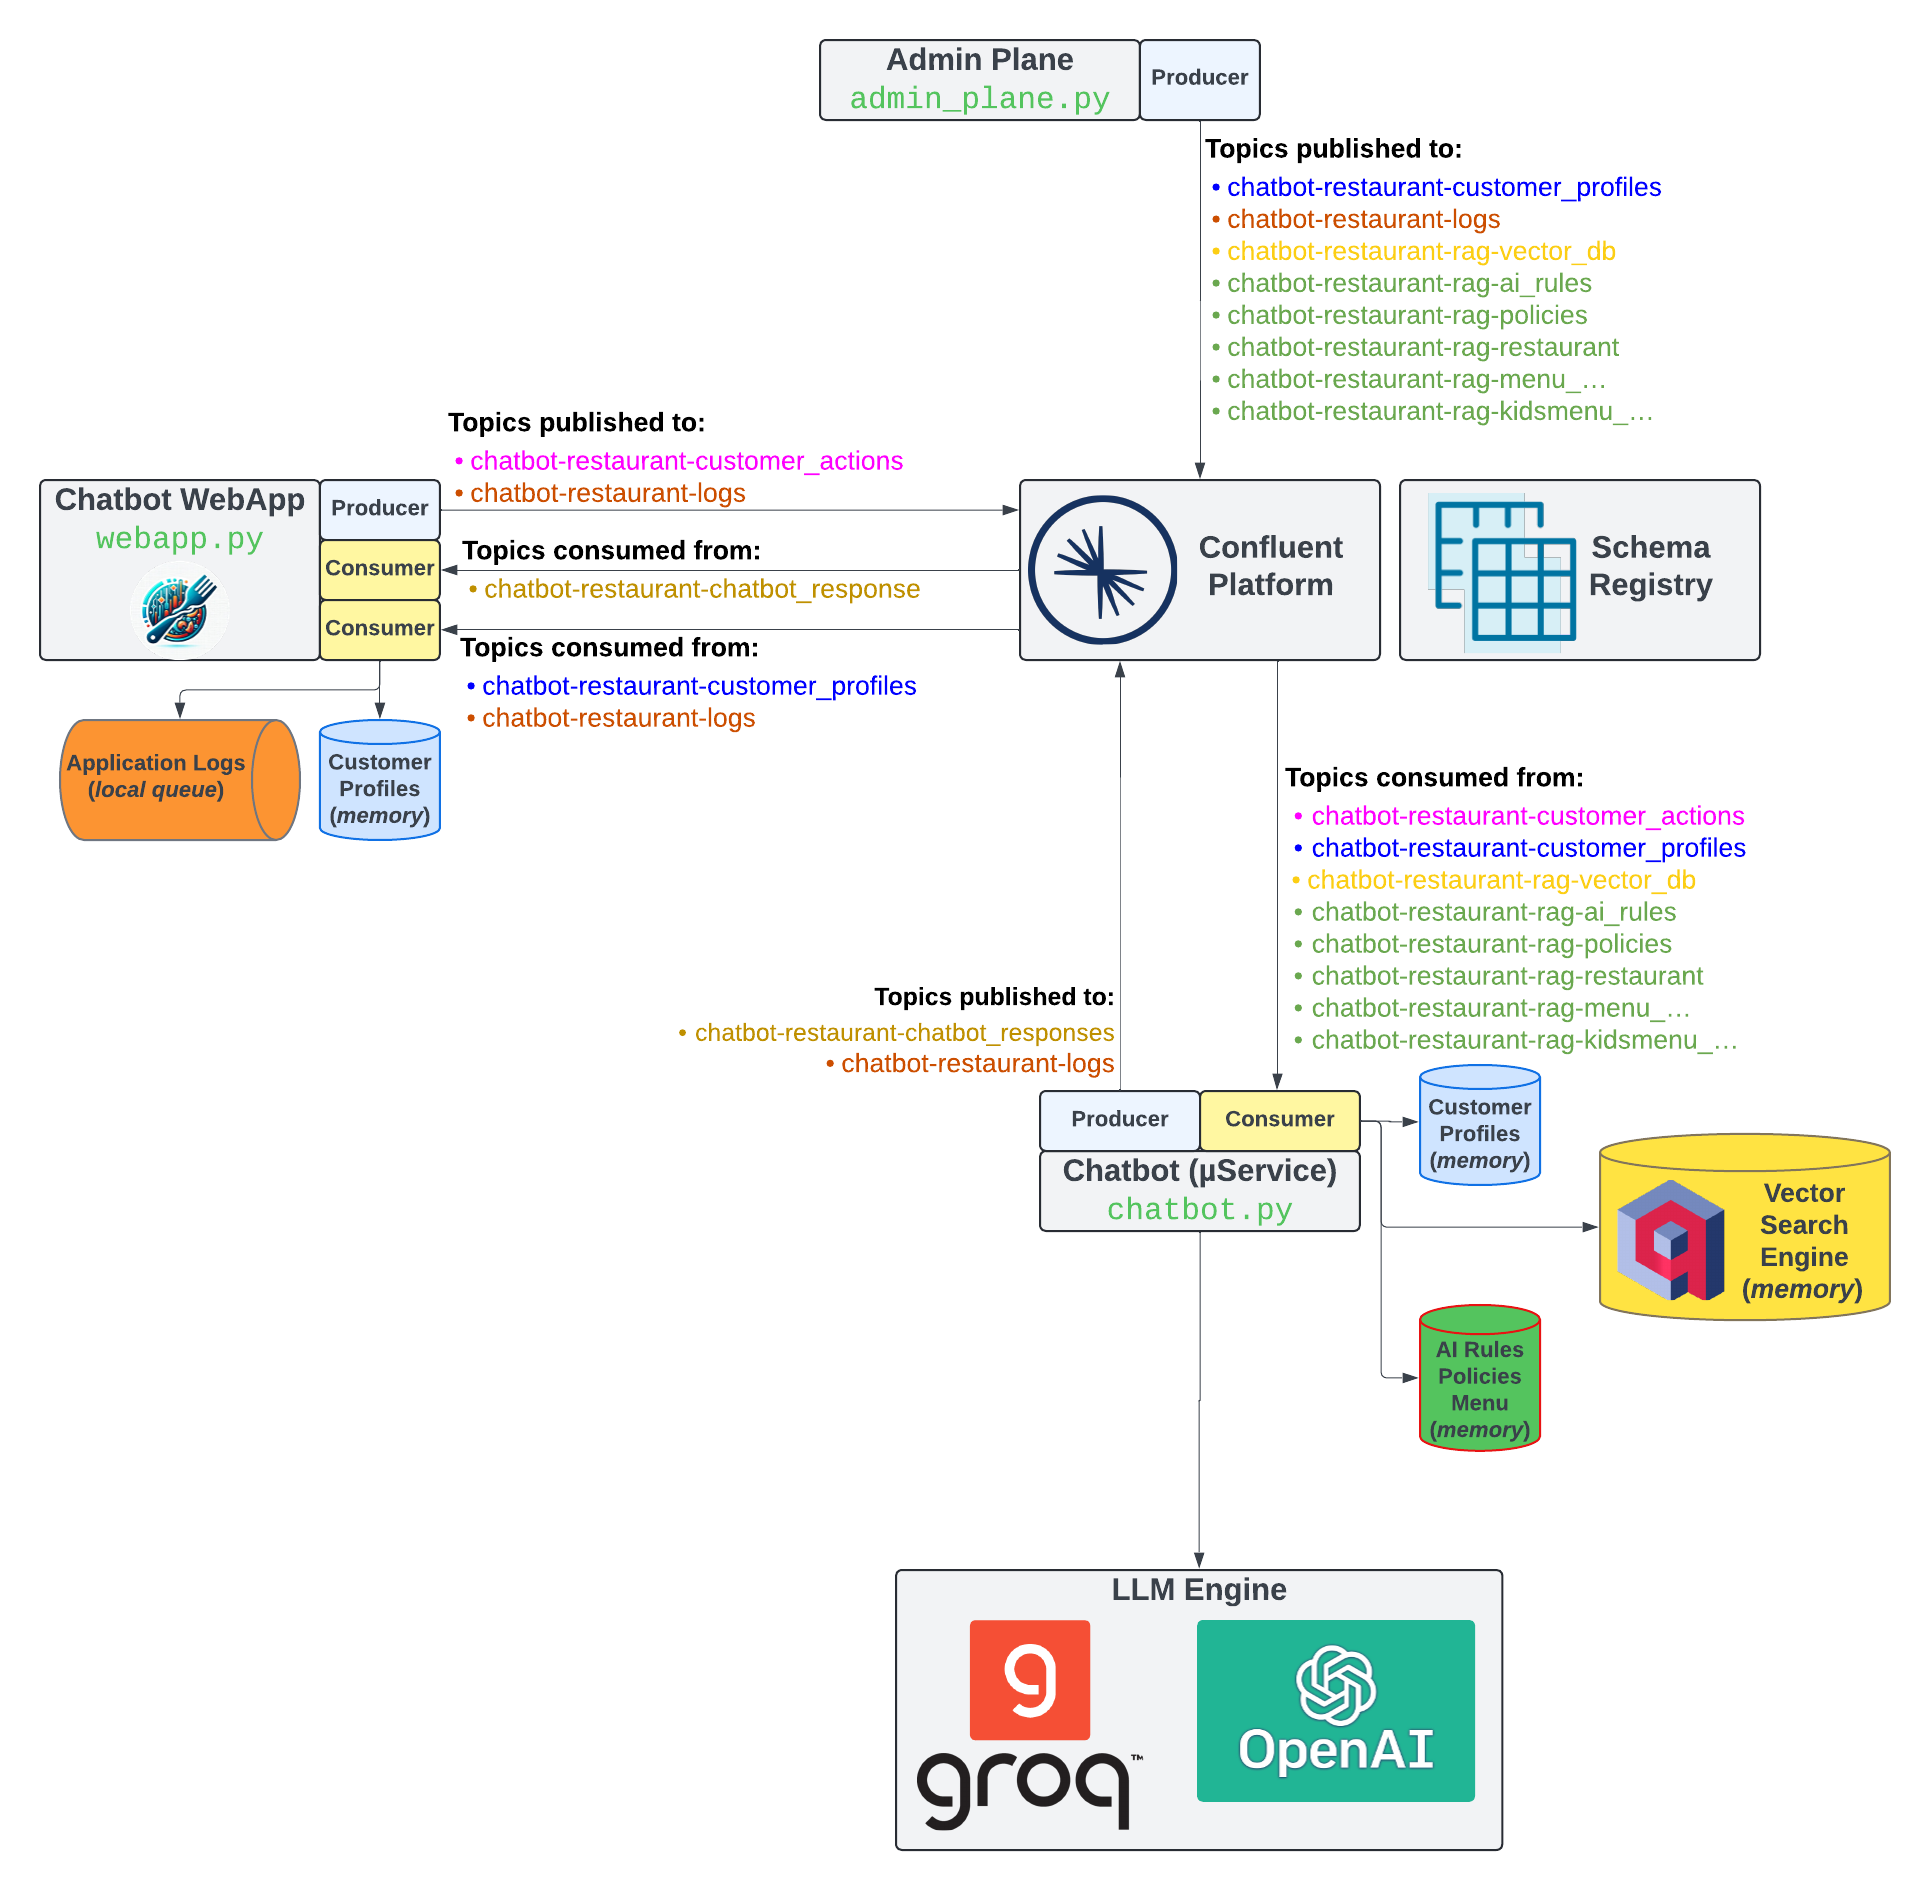 Admin Plane
admin_plane.py
Producer
Topics published to:
• chatbot-restaurant-customer_profiles
• chatbot-restaurant-logs
• chatbot-restaurant-rag-vector_db
• chatbot-restaurant-rag-ai_rules
• chatbot-restaurant-rag-policies
• chatbot-restaurant-rag-restaurant
• chatbot-restaurant-rag-menu_…
• chatbot-restaurant-rag-kidsmenu_…
Topics published to:
• chatbot-restaurant-customer_actions
• chatbot-restaurant-logs
Chatbot WebApp
webapp.py
Producer
Consumer
Consumer
Topics consumed from:
• chatbot-restaurant-chatbot_response
Topics consumed from:
• chatbot-restaurant-customer_profiles
• chatbot-restaurant-logs
Confluent
Platform
Schema
Registry
Application Logs
(local queue)
Customer
Profiles
(memory)
Topics consumed from:
• chatbot-restaurant-customer_actions
• chatbot-restaurant-customer_profiles
• chatbot-restaurant-rag-vector_db
• chatbot-restaurant-rag-ai_rules
• chatbot-restaurant-rag-policies
• chatbot-restaurant-rag-restaurant
• chatbot-restaurant-rag-menu_…
• chatbot-restaurant-rag-kidsmenu_…
Topics published to:
• chatbot-restaurant-chatbot_responses
• chatbot-restaurant-logs
Producer
Consumer
Chatbot (µService)
chatbot.py
Customer
Profiles
(memory)
Vector
Search
Engine
(memory)
AI Rules
Policies
Menu
(memory)
LLM Engine
g
groq™
OpenAI